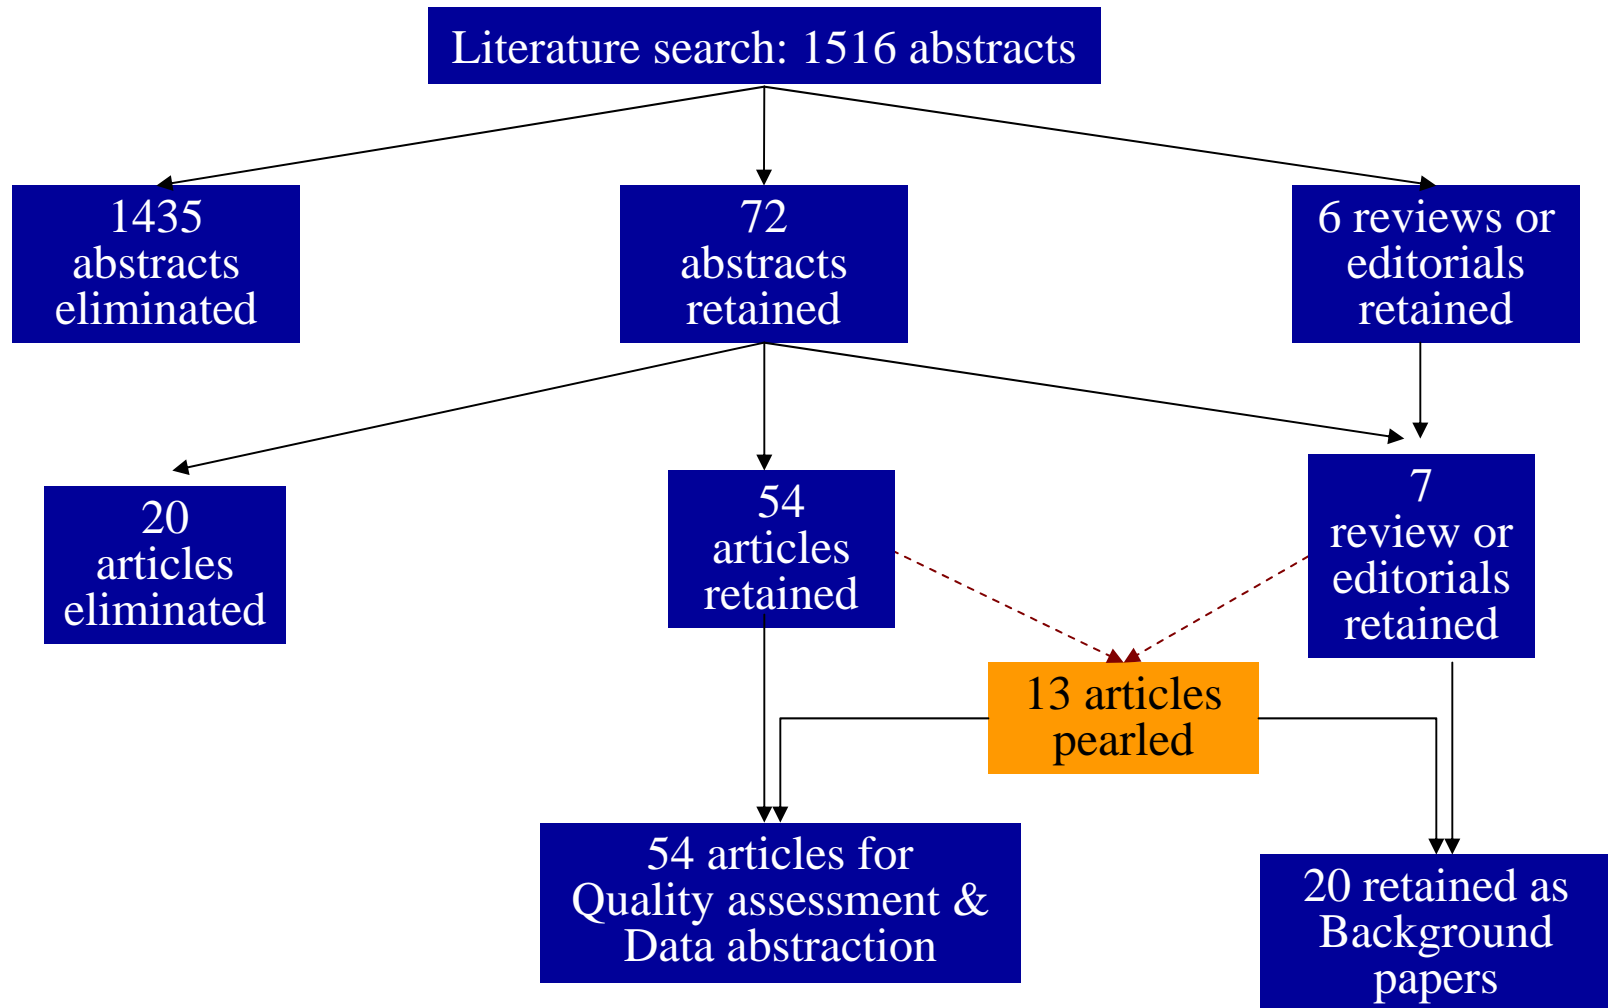 Literature search: 1516 abstracts
1435
abstracts
eliminated
72
abstracts
retained
6 reviews or
editorials
retained
20
articles
eliminated
54
articles
retained
7
review or
editorials
retained
13 articles
pearled
54 articles for
Quality assessment &
Data abstraction
20 retained as
Background
papers